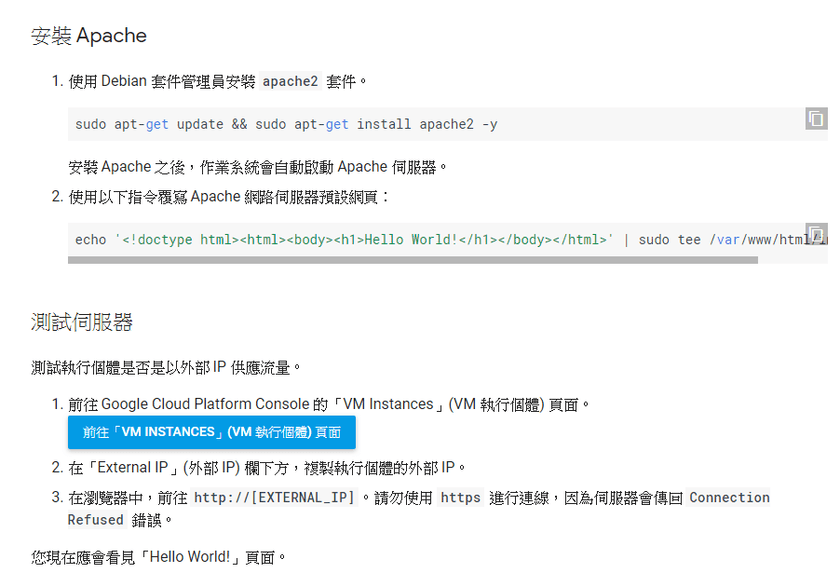 安裝 Apache
1. 使用 Debian 套件管理員安裝 apache2 套件。
sudo apt-get update && sudo apt-get install apache2 -y
安裝 Apache 之後，作業系統會自動啟動 Apache 伺服器。
2. 使用以下指令覆寫 Apache 網路伺服器預設網頁：
echo '<!doctype html><html><body><h1>Hello World!</h1></body></html>' | sudo tee /var/www/html/
測試伺服器
測試執行個體是否是以外部 IP 供應流量。
1. 前往 Google Cloud Platform Console 的「VM Instances」(VM 執行個體) 頁面。
前往「VM INSTANCES」(VM 執行個體) 頁面
2. 在「External IP」(外部 IP) 欄下方，複製執行個體的外部 IP。
3. 在瀏覽器中，前往 http://[EXTERNAL_IP]。請勿使用 https 進行連線，因為伺服器會傳回 Connection
Refused 錯誤。
您現在應會看見「Hello World!」頁面。